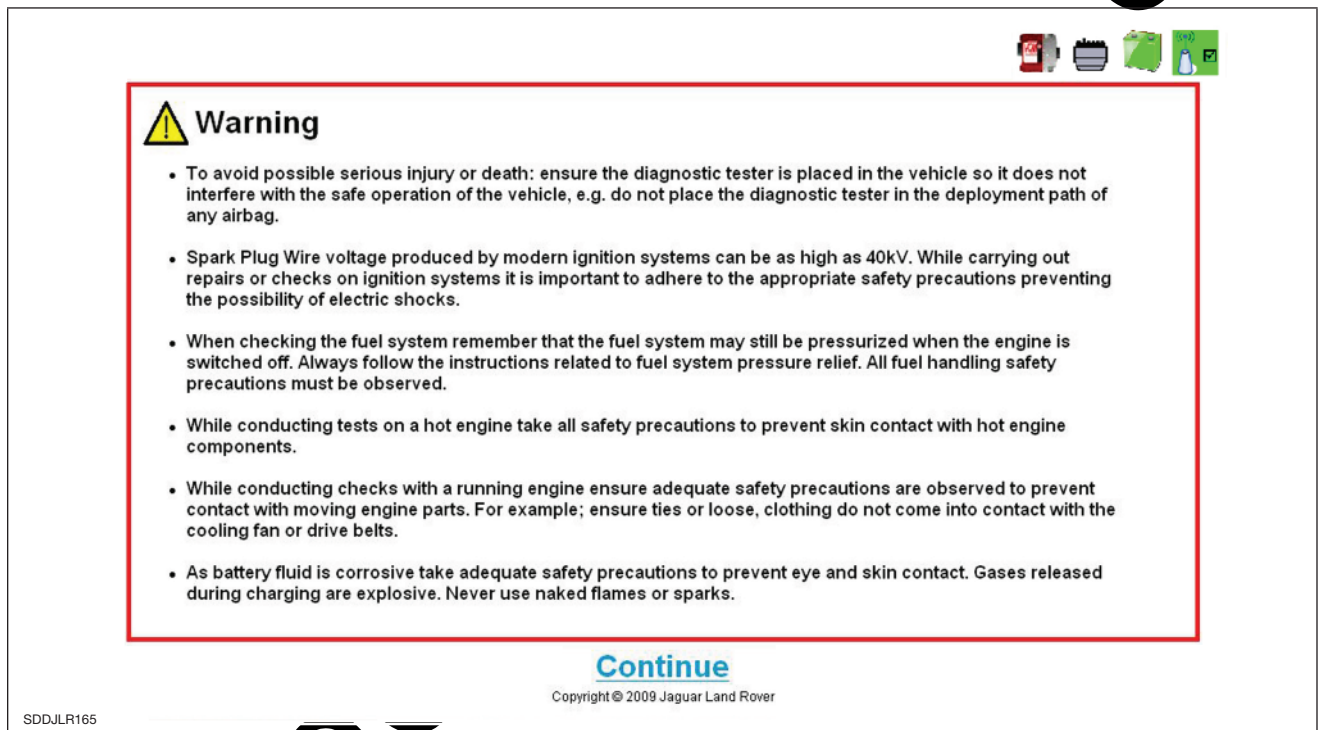 Warning
• To avoid possible serious injury or death: ensure the diagnostic tester is placed in the vehicle so it does not
interfere with the safe operation of the vehicle, e.g. do not place the diagnostic tester in the deployment path of
any airbag.
• Spark Plug Wire voltage produced by modern ignition systems can be as high as 40kV. While carrying out
repairs or checks on ignition systems it is important to adhere to the appropriate safety precautions preventing
the possibility of electric shocks.
• When checking the fuel system remember that the fuel system may still be pressurized when the engine is
switched off. Always follow the instructions related to fuel system pressure relief. All fuel handling safety
precautions must be observed.
• While conducting tests on a hot engine take all safety precautions to prevent skin contact with hot engine
components.
• While conducting checks with a running engine ensure adequate safety precautions are observed to prevent
contact with moving engine parts. For example; ensure ties or loose, clothing do not come into contact with the
cooling fan or drive belts.
• As battery fluid is corrosive take adequate safety precautions to prevent eye and skin contact. Gases released
during charging are explosive. Never use naked flames or sparks.
Continue
Copyright © 2009 Jaguar Land Rover
SDDJLR165